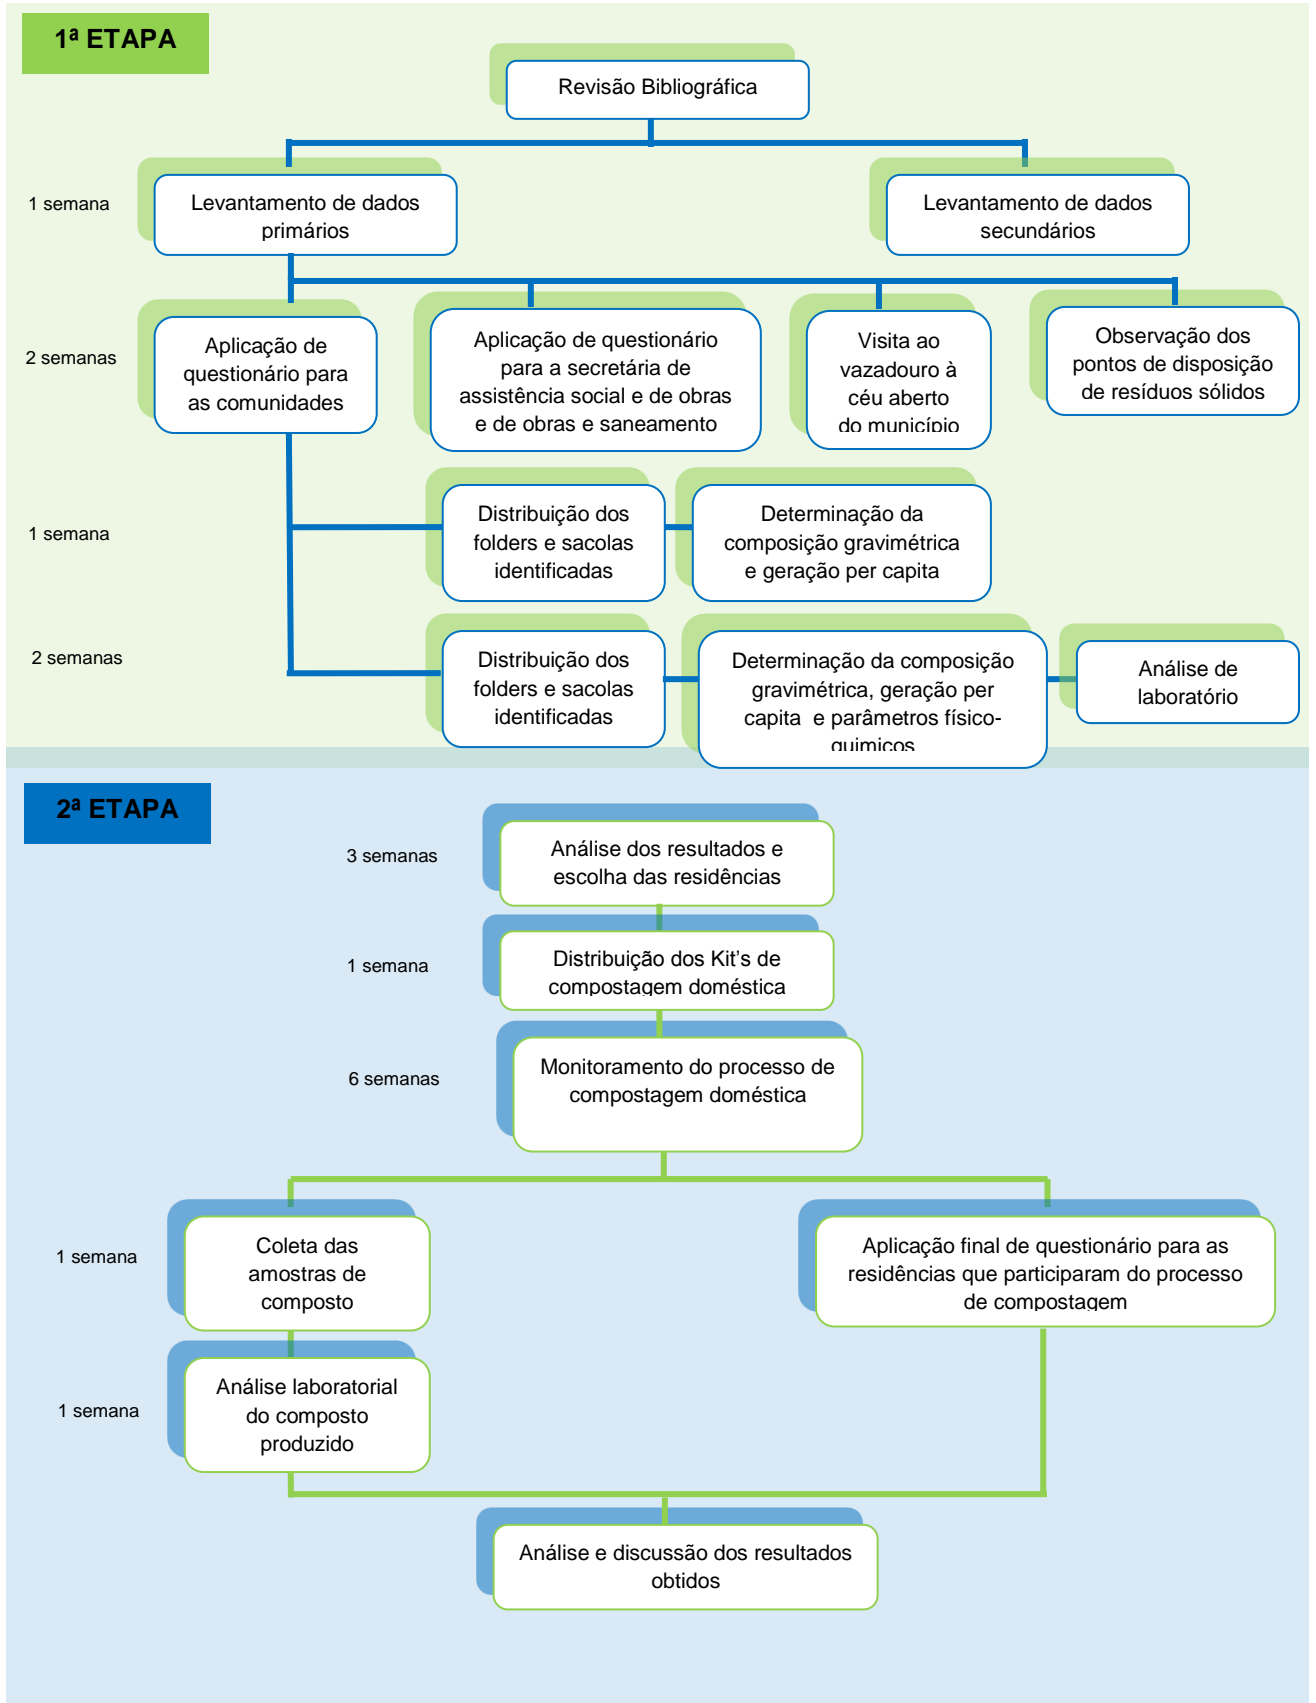 1ª ETAPA
Revisão Bibliográfica
1 semana
Levantamento de dados
primários
Levantamento de dados
secundários
2 semanas
Aplicação de
questionário para
as comunidades
Aplicação de questionário
para a secretária de
assistência social e de obras
e de obras e saneamento
Visita ao
vazadouro à
céu aberto
do município
Observação dos
pontos de disposição
de resíduos sólidos
1 semana
Distribuição dos
folders e sacolas
identificadas
Determinação da
composição gravimétrica
e geração per capita
2 semanas
Distribuição dos
folders e sacolas
identificadas
Determinação da composição
gravimétrica, geração per
capita e parâmetros físico-
quimicos
Análise de
laboratório
2ª ETAPA
3 semanas
Análise dos resultados e
escolha das residências
1 semana
Distribuição dos Kit's de
compostagem doméstica
6 semanas
Monitoramento do processo de
compostagem doméstica
1 semana
Coleta das
amostras de
composto
Aplicação final de questionário para as
residências que participaram do processo
de compostagem
1 semana
Análise laboratorial
do composto
produzido
Análise e discussão dos resultados
obtidos